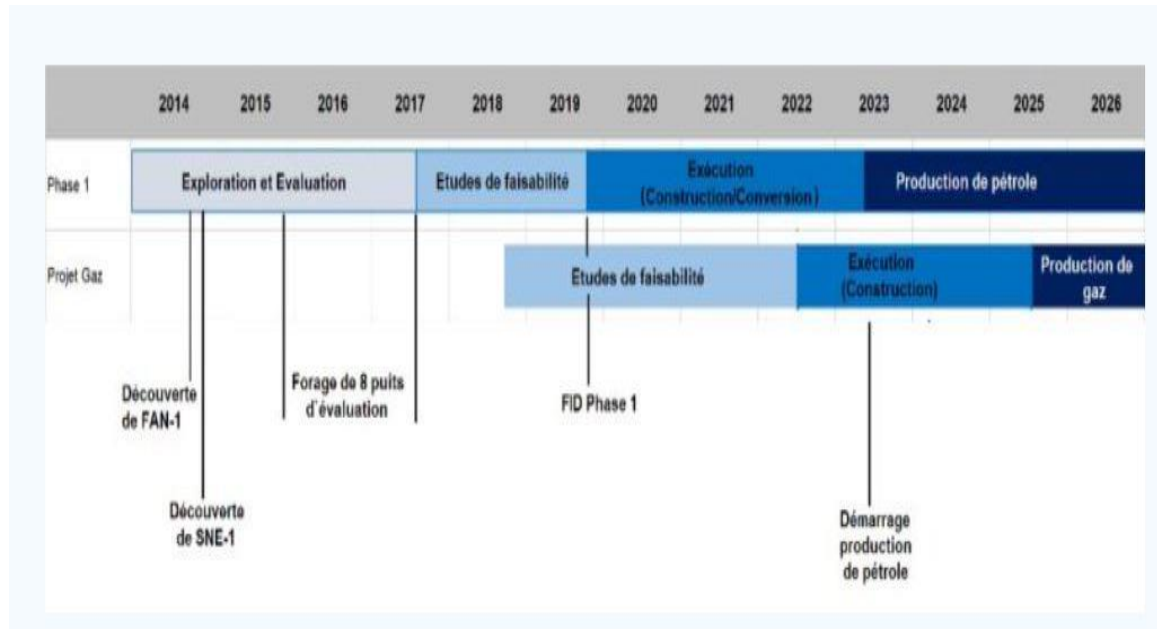 2014 2015 2016 2017 2018 2019 2020 2021 2022 2023 2024 2025 2026
Phase 1
Exploration et Evaluation
Etudes de faisabilité
Exécution
(Construction/Conversion)
Production de pétrole
Projet Gaz
Etudes de faisabilité
Exécution
(Construction)
Production de
gaz
Découverte
de FAN-1
Forage de 8 puits
d'évaluation
FID Phase 1
Découverte
de SNE-1
Démarrage
production
de pétrole